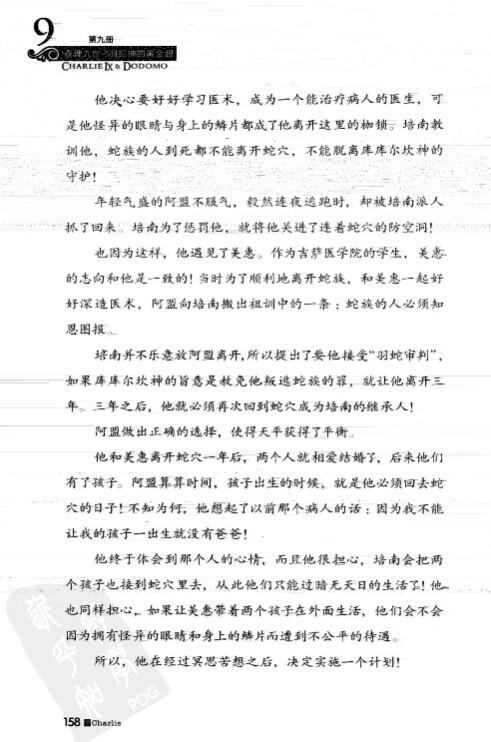 9
第九册
查理九世·羽蛇神的黄金眼
CHARLIE IX & DODOMO
他决心要好好学习医术，成为一个能治疗病人的医生，可
是他怪异的眼睛与身上的鳞片都成了他离开这里的枷锁。培南教
训他，蛇族的人到死都不能离开蛇穴，不能脱离库库尔坎神的
守护！
年轻气盛的阿盟不服气，毅然连夜逃跑时，却被培南派人
抓了回来。培南为了惩罚他，就将他关进了连着蛇穴的防空洞！
也因为这样，他遇见了美惠。作为吉萨医学院的学生，美惠
的志向和他是一致的！当时为了顺利地离开蛇族，和美惠一起好
好深造医术，阿盟向培南搬出祖训中的一条：蛇族的人必须知
恩图报。
培南并不乐意放阿盟离开，所以提出了要他接受“羽蛇审判”，
如果库库尔坎神的旨意是赦免他叛逃蛇族的罪，就让他离开三
年。三年之后，他就必须再次回到蛇穴成为培南的继承人！
阿盟做出正确的选择，使得天平获得了平衡。
他和美惠离开蛇穴一年后，两个人就相爱结婚了，后来他们
有了孩子。阿盟算算时间，孩子出生的时候，就是他必须回去蛇
穴的日子！不知为何，他想起了以前那个病人的话：因为我不能
让我的孩子一出生就没有爸爸！
他终于体会到那个人的心情，而且他很担心，培南会把两
个孩子也接到蛇穴里去，从此他们只能过暗无天日的生活了！他
也同样担心，如果让美惠带着两个孩子在外面生活，他们会不会
因为拥有怪异的眼睛和身上的鳞片而遭到不公平的待遇。
所以，他在经过冥思苦想之后，决定实施一个计划！
PDG
158 Charlie